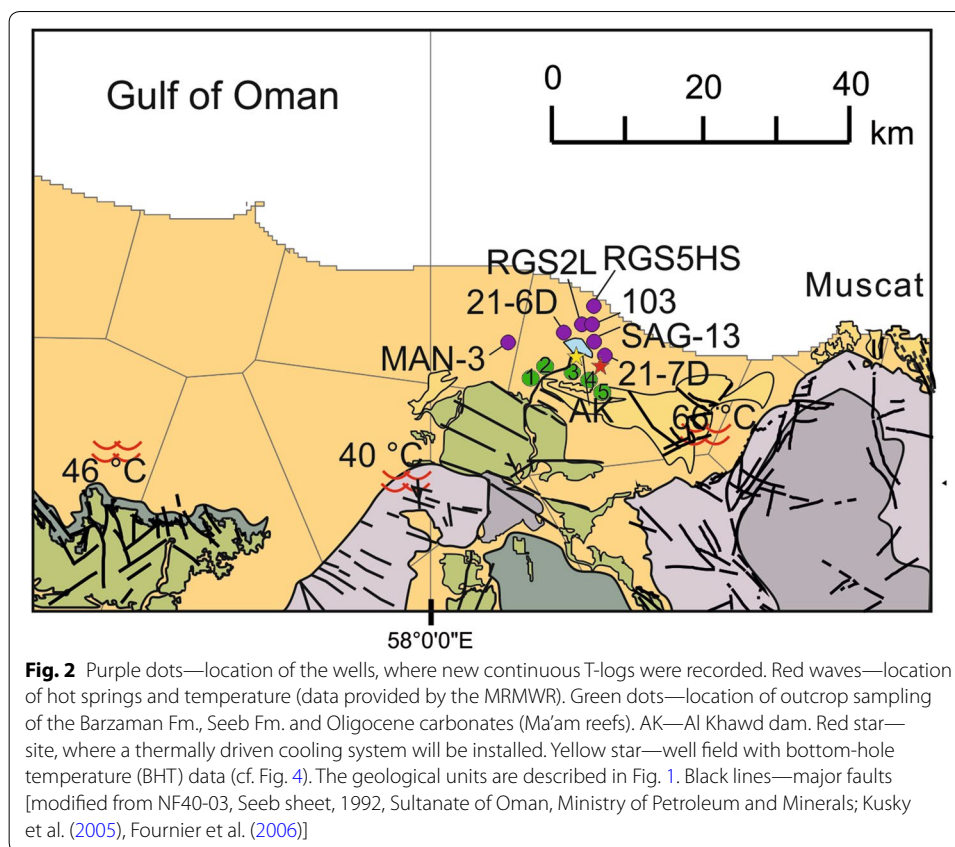 Gulf of Oman
0 20 40
km
RGS2L RGS5HS
21-6D 103
Muscat
SAG-13
MAN-3
21-7D
1 2 3 4 5
AK
66 °C
40 °C
46 °C
58°0'0"E
Fig. 2 Purple dots—location of the wells, where new continuous T-logs were recorded. Red waves—location
of hot springs and temperature (data provided by the MRMWR). Green dots—location of outcrop sampling
of the Barzaman Fm., Seeb Fm. and Oligocene carbonates (Ma'am reefs). AK—Al Khawd dam. Red star—
site, where a thermally driven cooling system will be installed. Yellow star—well field with bottom-hole
temperature (BHT) data (cf. Fig. 4). The geological units are described in Fig. 1. Black lines—major faults
[modified from NF40-03, Seeb sheet, 1992, Sultanate of Oman, Ministry of Petroleum and Minerals; Kusky
et al. (2005), Fournier et al. (2006)]